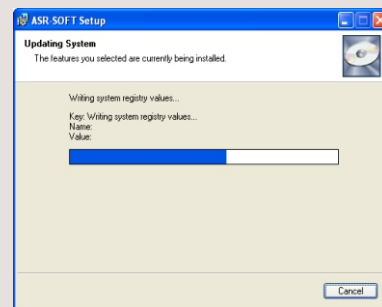 ASR-SOFT Setup
Updating System
The features you selected are currently being installed.
Writing system registry values...
Key: Writing system registry values...
Name:
Value:
Cancel